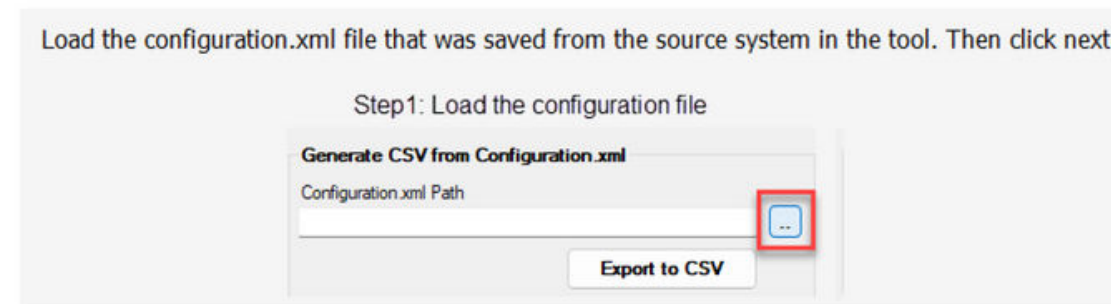 Load the configuration.xml file that was saved from the source system in the tool. Then click next
Step1: Load the configuration file
Generate CSV from Configuration.xml
Configuration.xml Path
..
Export to CSV